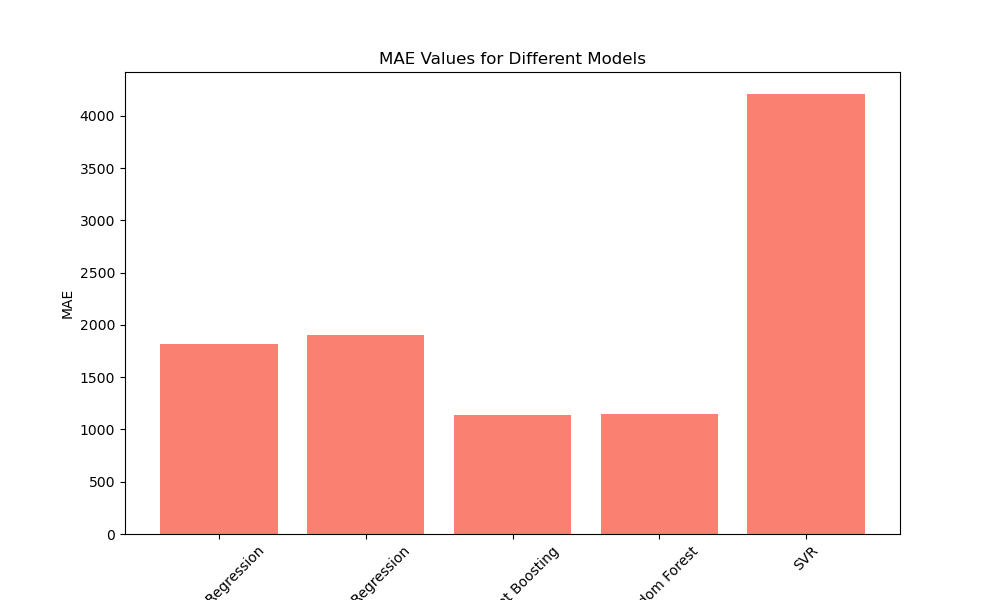 MAE Values for Different Models
MAE
4000
3500
3000
2500
2000
1500
1000
500
0
Regression
Regression
Boosting
Forest
SVR